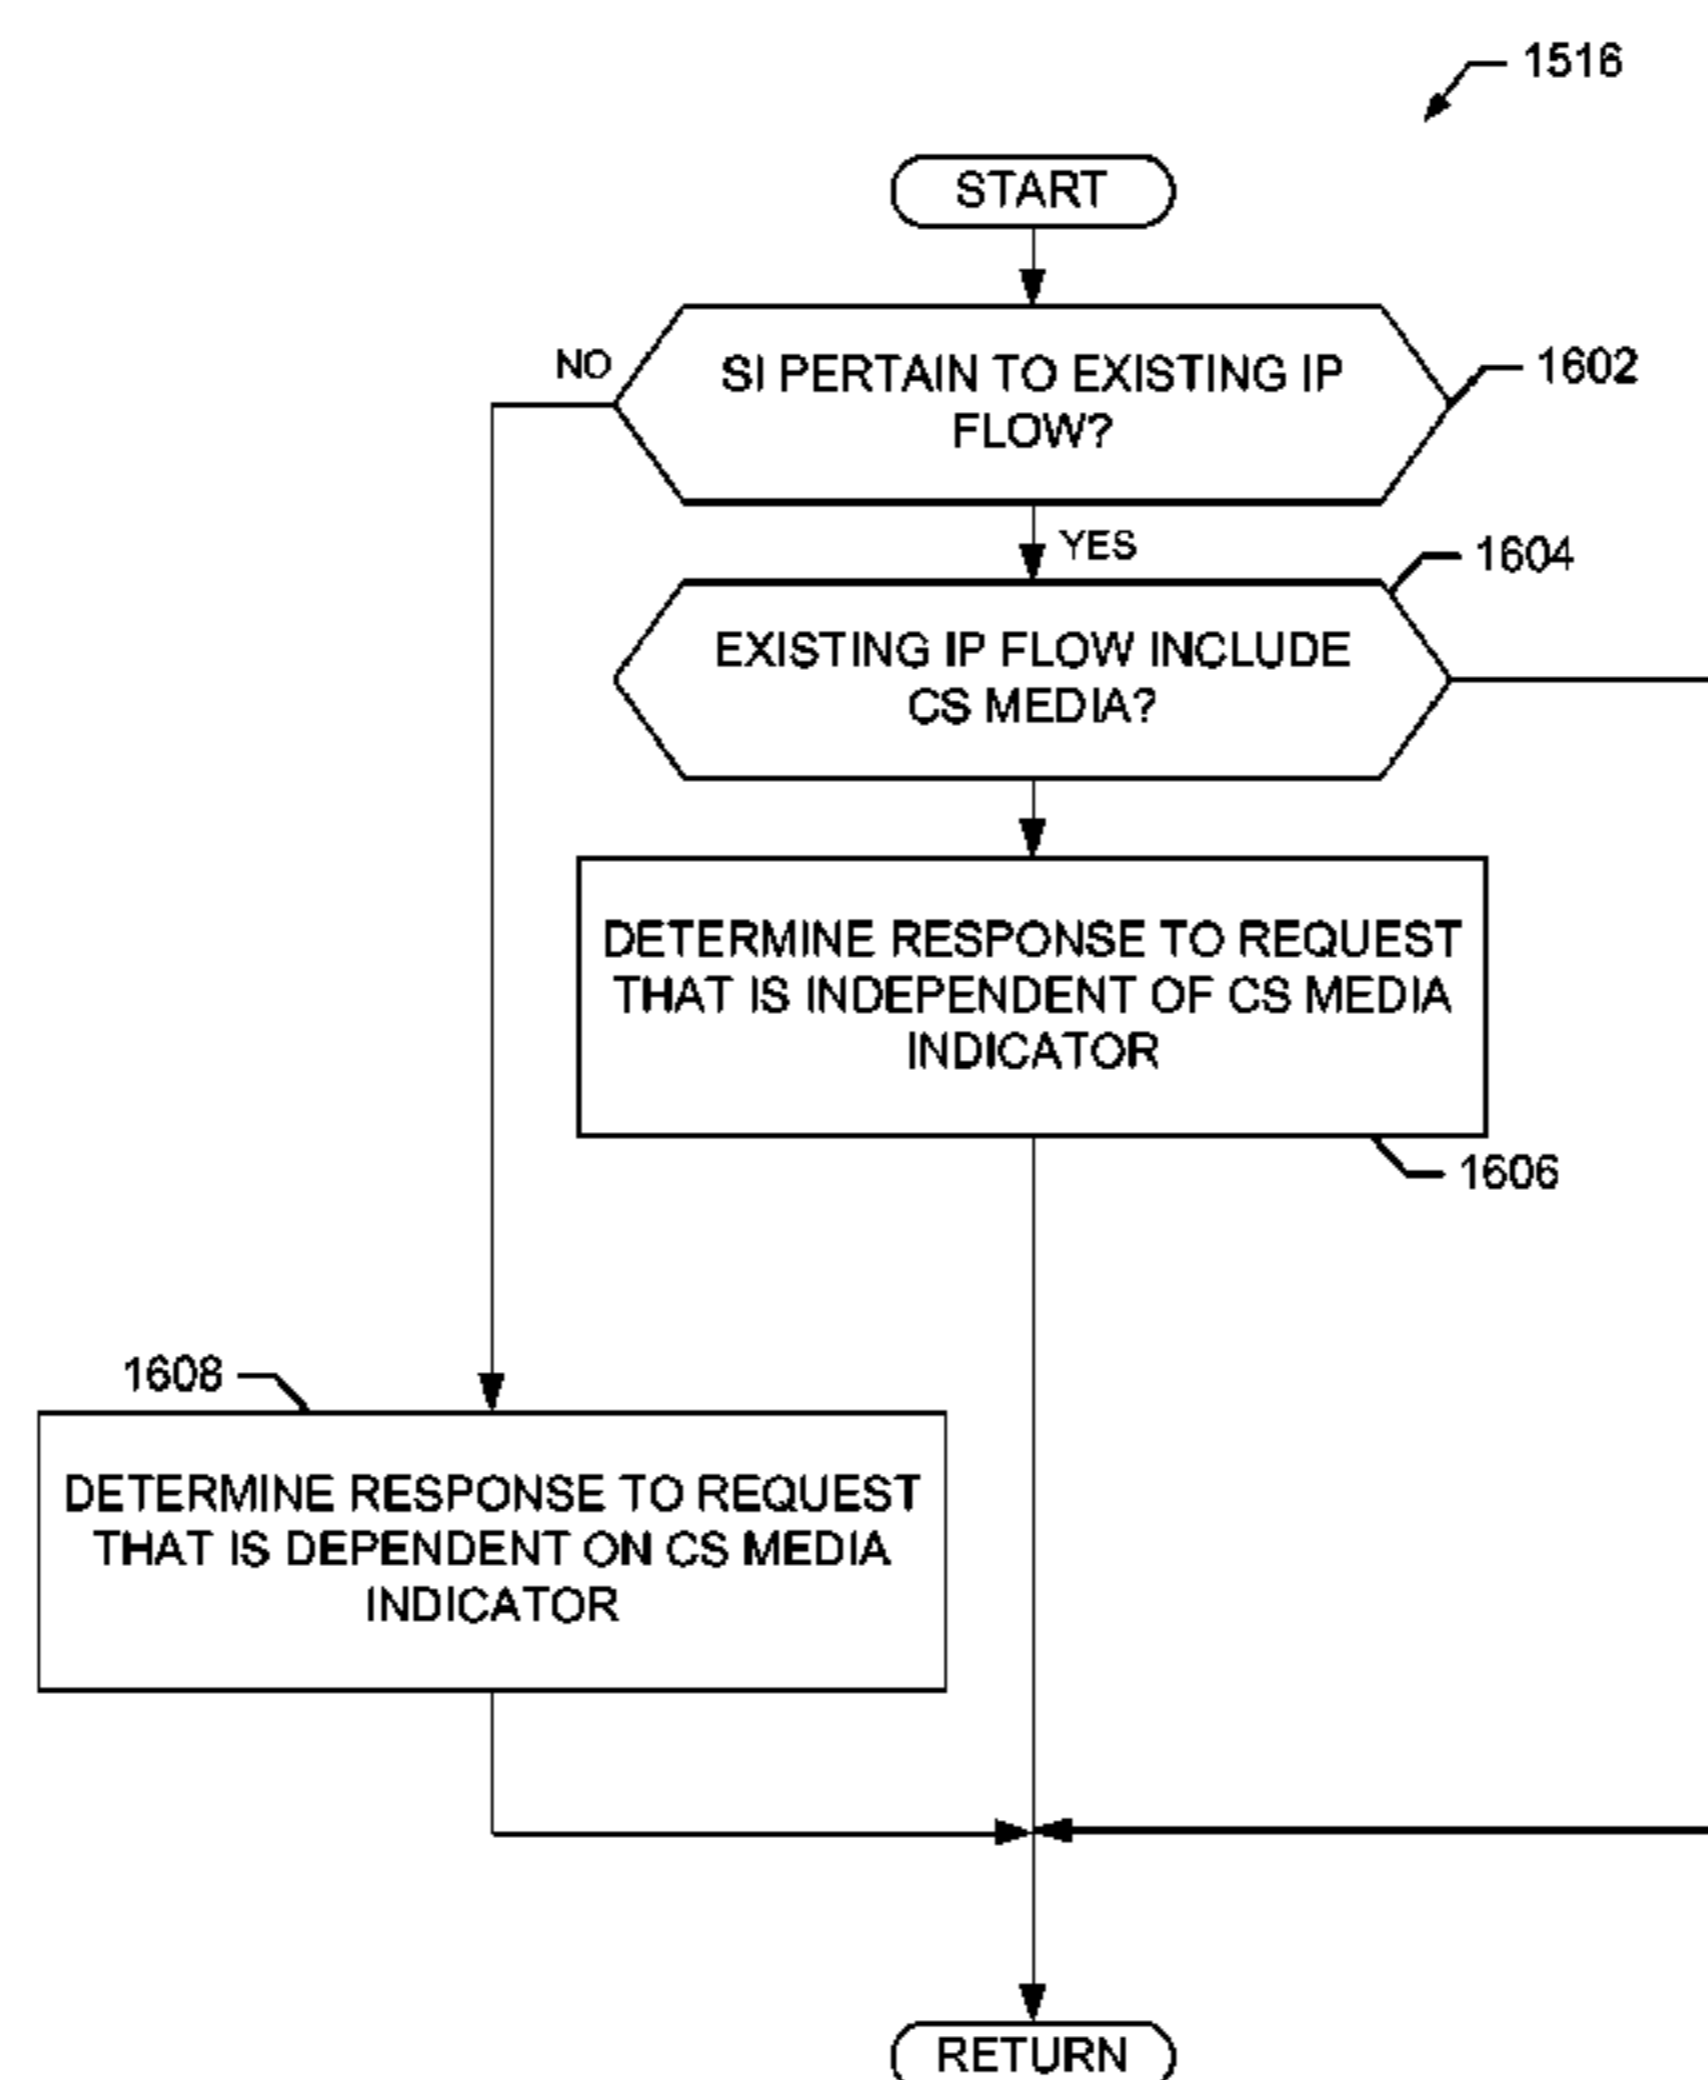 1516
START
NO
SI PERTAIN TO EXISTING IP
FLOW?
1602
YES
1604
EXISTING IP FLOW INCLUDE
CS MEDIA?
DETERMINE RESPONSE TO REQUEST
THAT IS INDEPENDENT OF CS MEDIA
INDICATOR
1606
1608
DETERMINE RESPONSE TO REQUEST
THAT IS DEPENDENT ON CS MEDIA
INDICATOR
RETURN